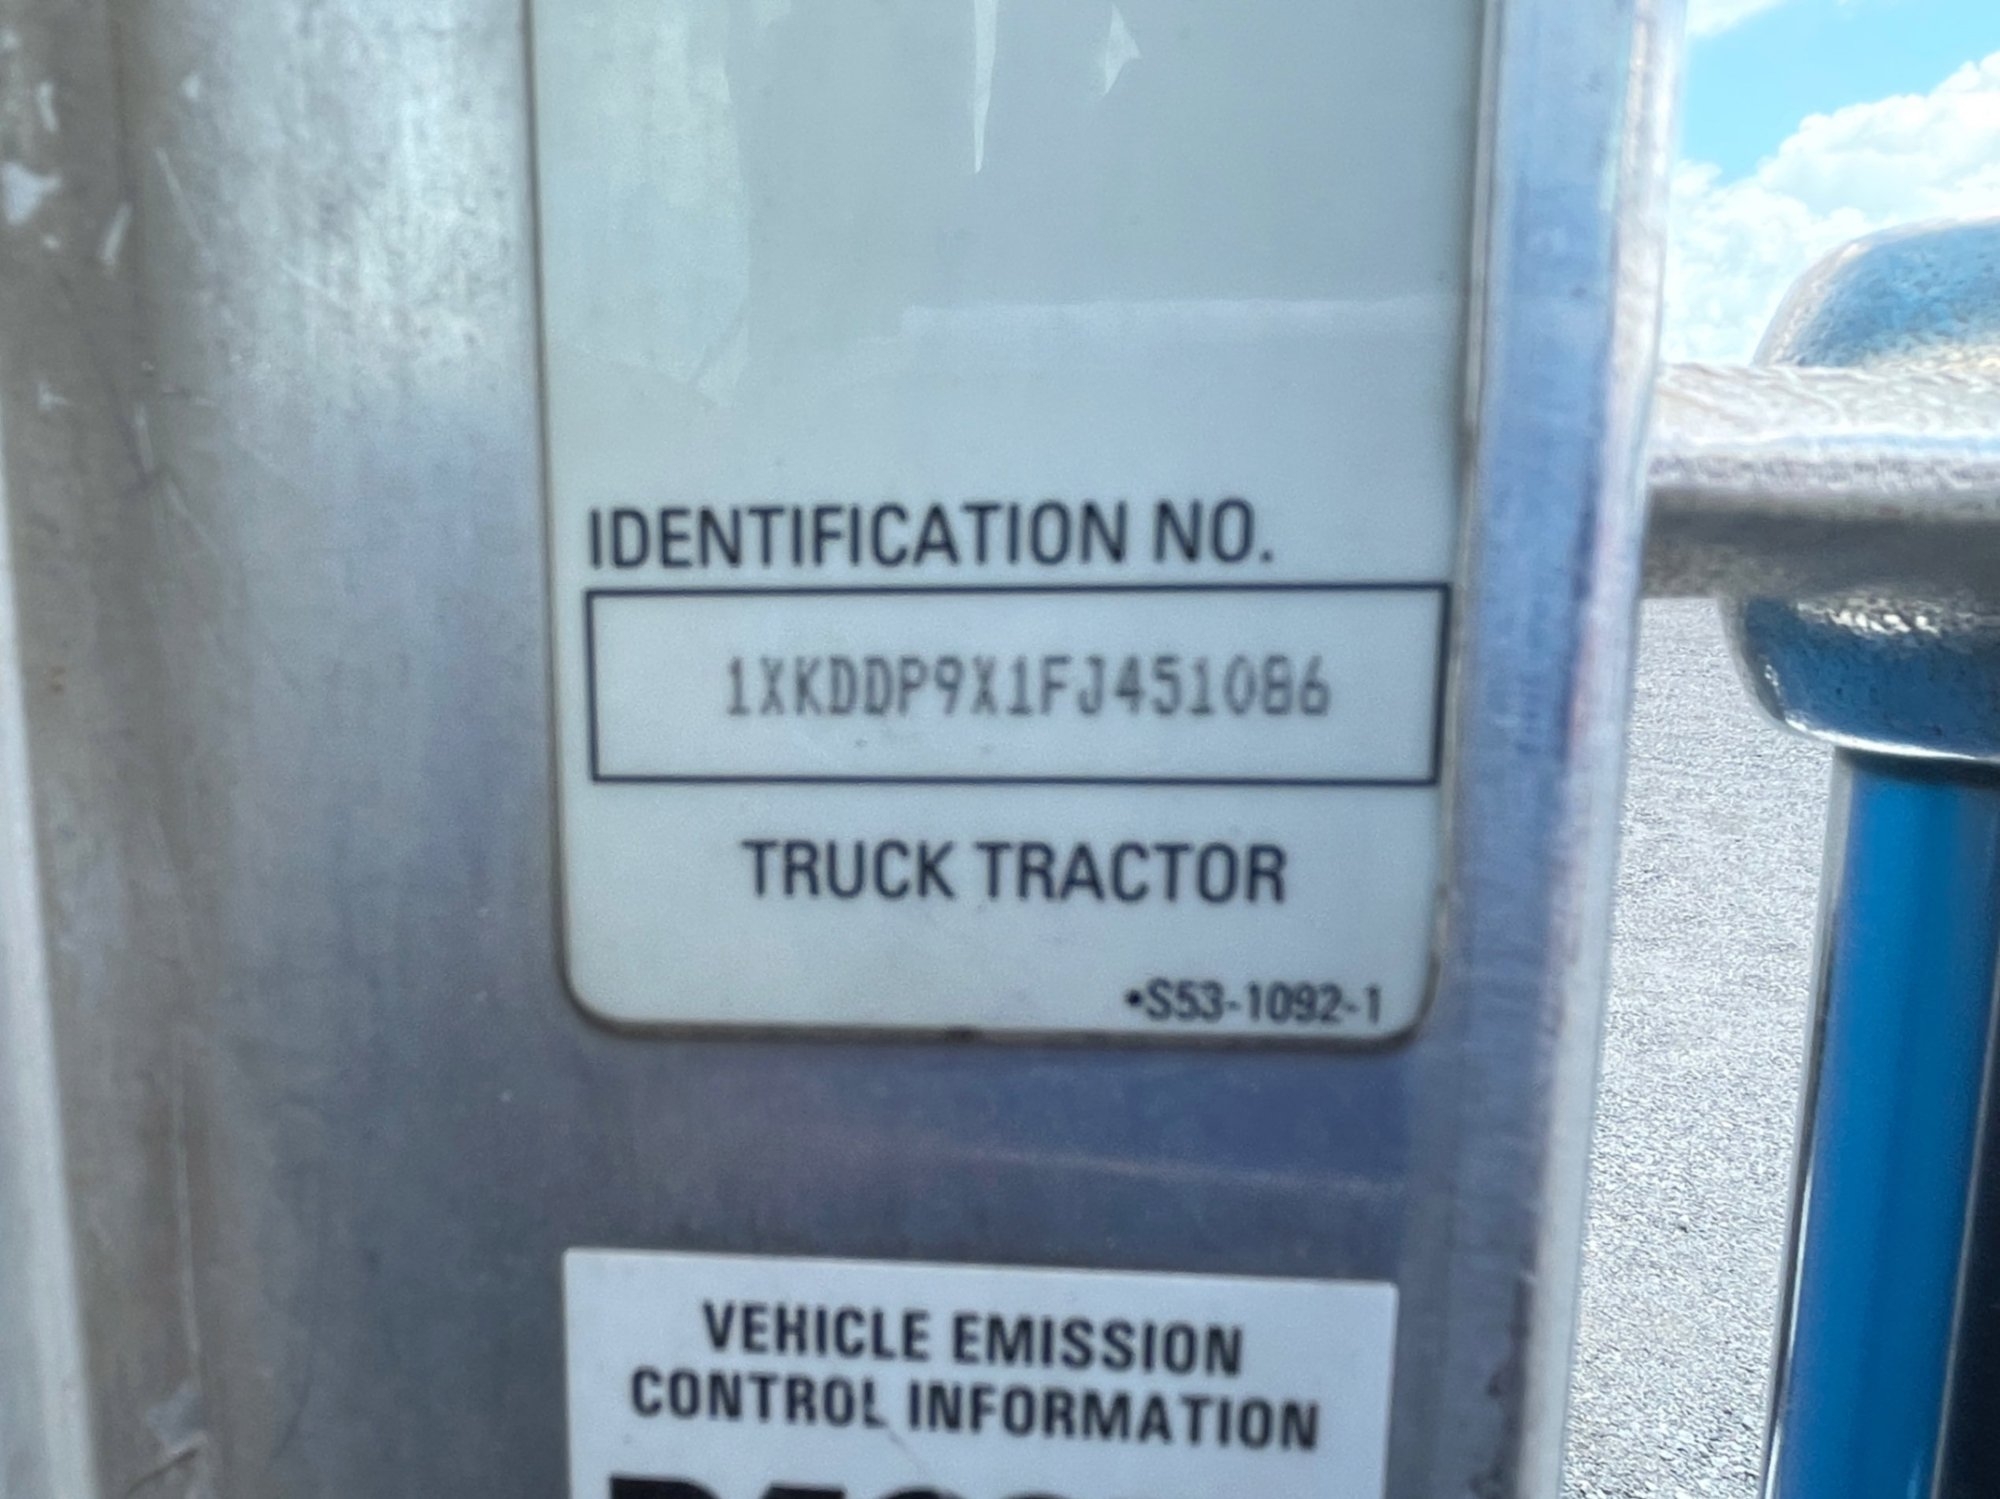 IDENTIFICATION NO.
1XKDDP9X1FJ451086
TRUCK TRACTOR
•S53-1092-1
VEHICLE EMISSION
CONTROL INFORMATION